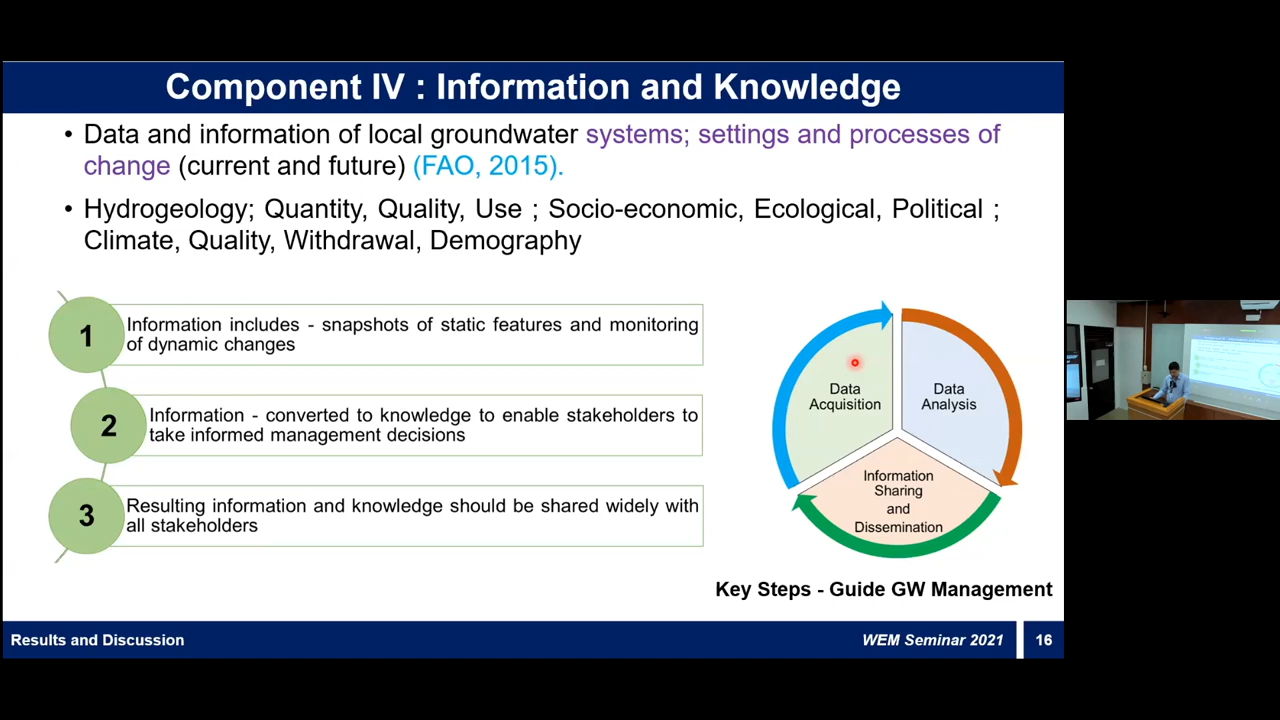 Component IV : Information and Knowledge
• Data and information of local groundwater systems; settings and processes of
change (current and future) (FAO, 2015).
• Hydrogeology; Quantity, Quality, Use ; Socio-economic, Ecological, Political ;
Climate, Quality, Withdrawal, Demography
1
Information includes - snapshots of static features and monitoring
of dynamic changes
2
Information - converted to knowledge to enable stakeholders to
take informed management decisions
3
Resulting information and knowledge should be shared widely with
all stakeholders
Data
Acquisition
Data
Analysis
Information
Sharing
and
Dissemination
Key Steps - Guide GW Management
Results and Discussion
WEM Seminar 2021
16